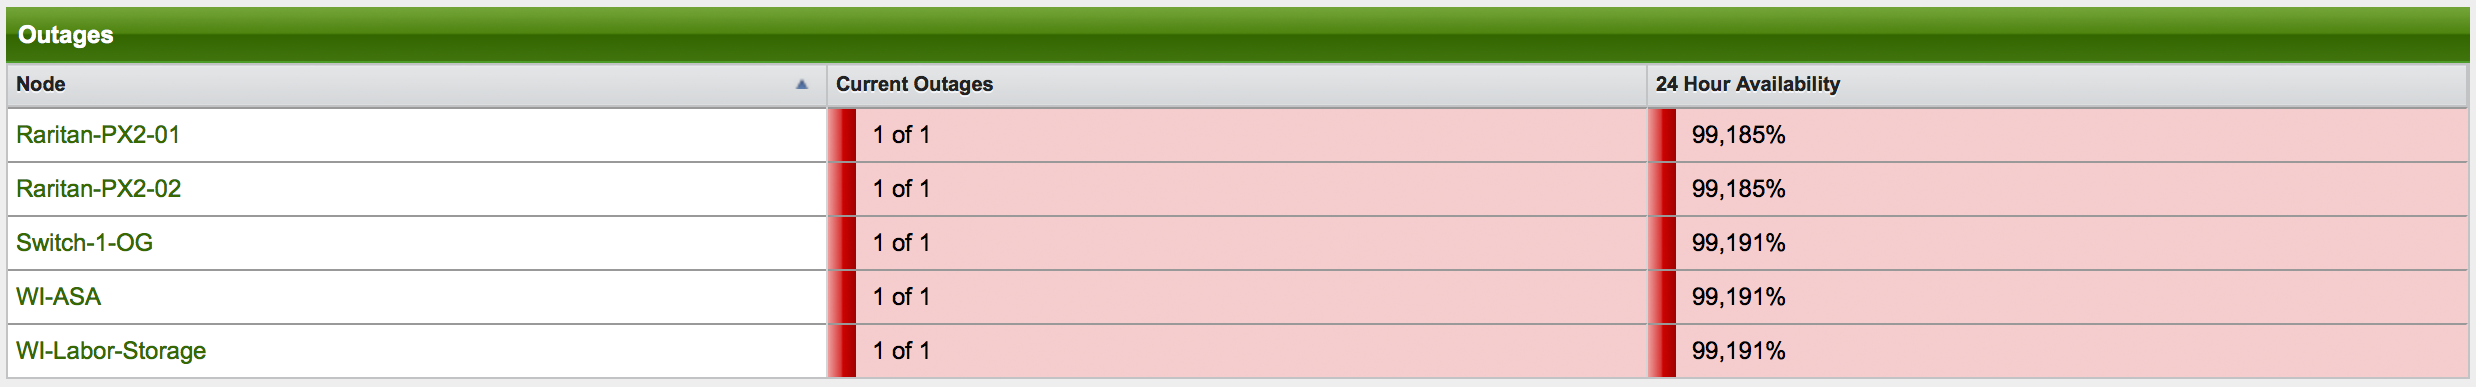 Outages
Node Current Outages 24 Hour Availability
Raritan-PX2-01 1 of 1 99,185%
Raritan-PX2-02 1 of 1 99,185%
Switch-1-OG 1 of 1 99,191%
WI-ASA 1 of 1 99,191%
WI-Labor-Storage 1 of 1 99,191%